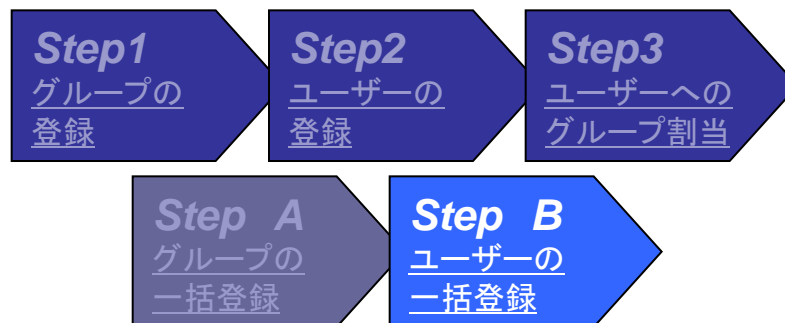 Step1
グループの
登録
Step2
ユーザーの
登録
Step3
ユーザーへの
グループ割当
Step A
グループの
一括登録
Step B
ユーザーの
一括登録